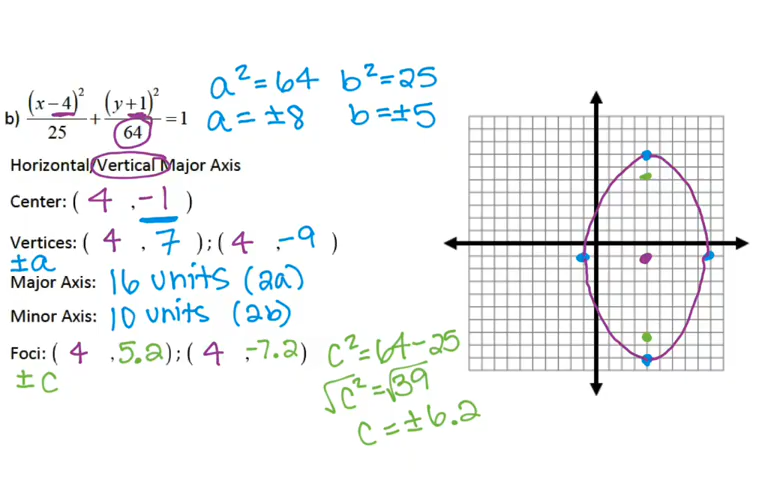 a² = 64 b² = 25
b) (x−4)²/25 + (y+1)²/64 = 1
a = ±8 b = ±5
Horizontal/Vertical Major Axis
Center: ( 4 , −1 )
Vertices: ( 4 , 7 ) ; ( 4 , −9 )
±a
Major Axis: 16 units (2a)
Minor Axis: 10 units (2b)
Foci: ( 4 , 5.2 ) ; ( 4 , −7.2 )
±c
c² = 64 − 25
√c² = √39
c = ±6.2